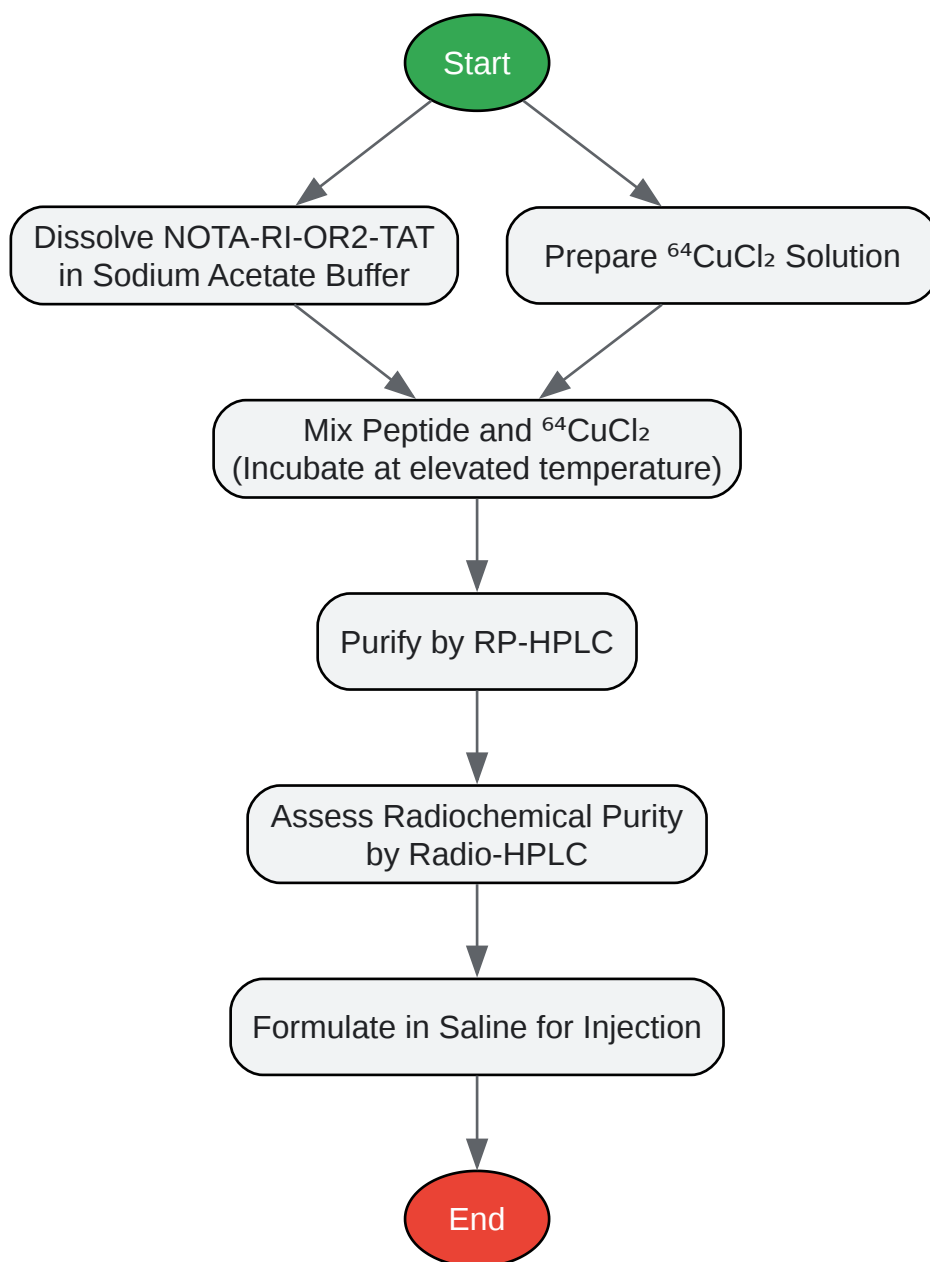 Start
Dissolve NOTA-RI-OR2-TAT
in Sodium Acetate Buffer
Prepare ⁶⁴CuCl₂ Solution
Mix Peptide and ⁶⁴CuCl₂
(Incubate at elevated temperature)
Purify by RP-HPLC
Assess Radiochemical Purity
by Radio-HPLC
Formulate in Saline for Injection
End